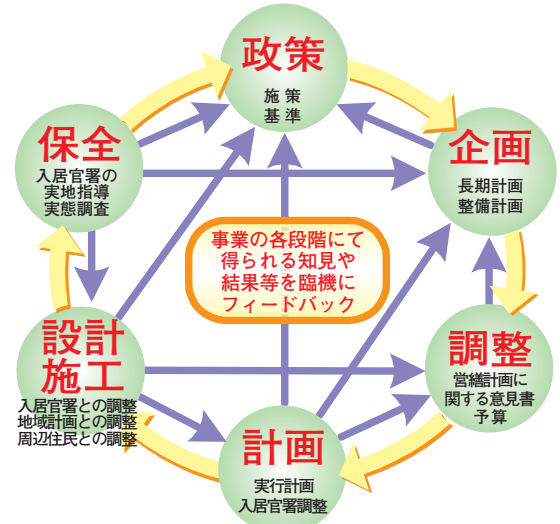 政策
施策
基準
企画
長期計画
整備計画
調整
営繕計画に
関する意見書
予算
計画
実行計画
入居官署調整
設計
施工
入居官署との調整
地域計画との調整
周辺住民との調整
保全
入居官署の
実地指導
実態調査
事業の各段階にて
得られる知見や
結果等を臨機に
フィードバック